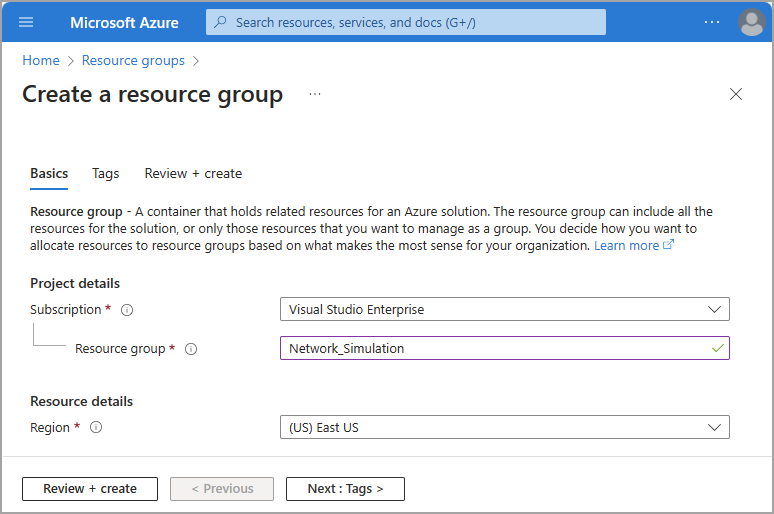 Microsoft Azure
Search resources, services, and docs (G+/)
Home > Resource groups >
Create a resource group ...
Basics Tags Review + create
Resource group - A container that holds related resources for an Azure solution. The resource group can include all the
resources for the solution, or only those resources that you want to manage as a group. You decide how you want to
allocate resources to resource groups based on what makes the most sense for your organization. Learn more
Project details
Subscription * Visual Studio Enterprise
Resource group * Network_Simulation
Resource details
Region * (US) East US
Review + create < Previous Next : Tags >